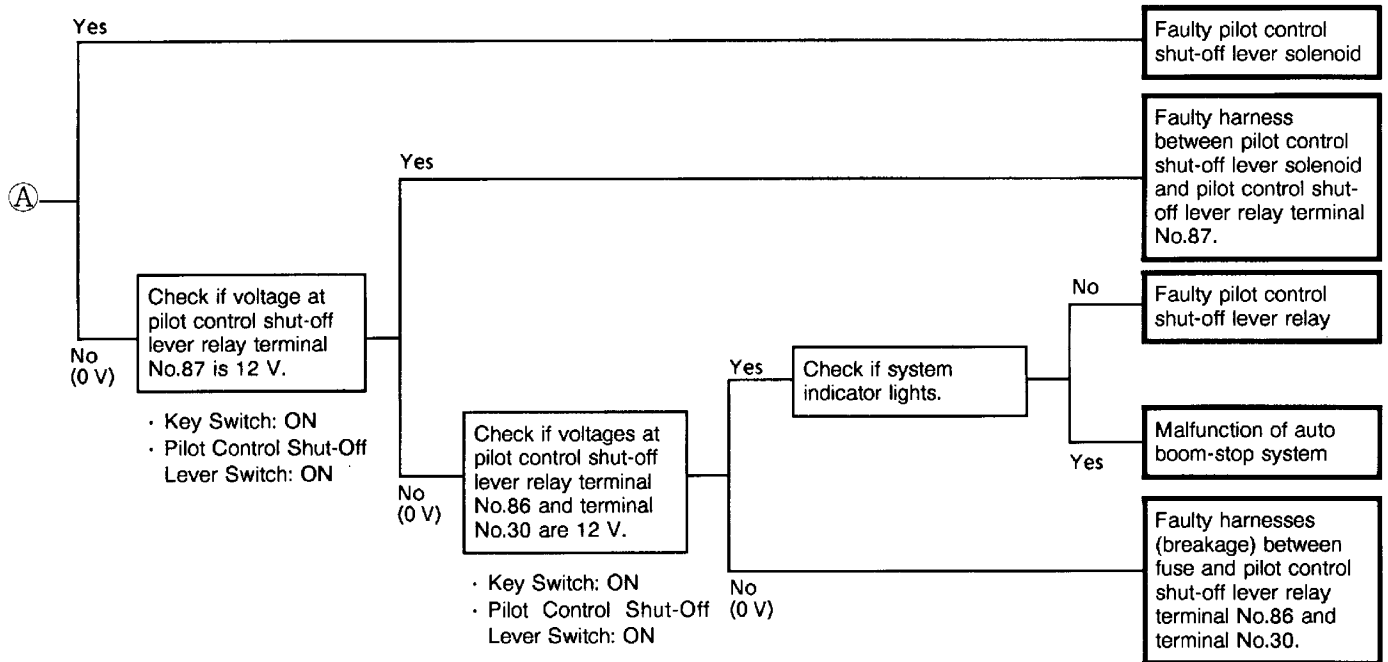 Yes
Faulty pilot control
shut-off lever solenoid
Yes
Faulty harness
between pilot control
shut-off lever solenoid
and pilot control shut-
off lever relay terminal
No.87.
A
No
(0 V)
Check if voltage at
pilot control shut-off
lever relay terminal
No.87 is 12 V.
· Key Switch: ON
· Pilot Control Shut-Off
Lever Switch: ON
No
(0 V)
Check if voltages at
pilot control shut-off
lever relay terminal
No.86 and terminal
No.30 are 12 V.
· Key Switch: ON
· Pilot Control Shut-Off
Lever Switch: ON
Yes
Check if system
indicator lights.
No
Faulty pilot control
shut-off lever relay
Yes
Malfunction of auto
boom-stop system
No
(0 V)
Faulty harnesses
(breakage) between
fuse and pilot control
shut-off lever relay
terminal No.86 and
terminal No.30.